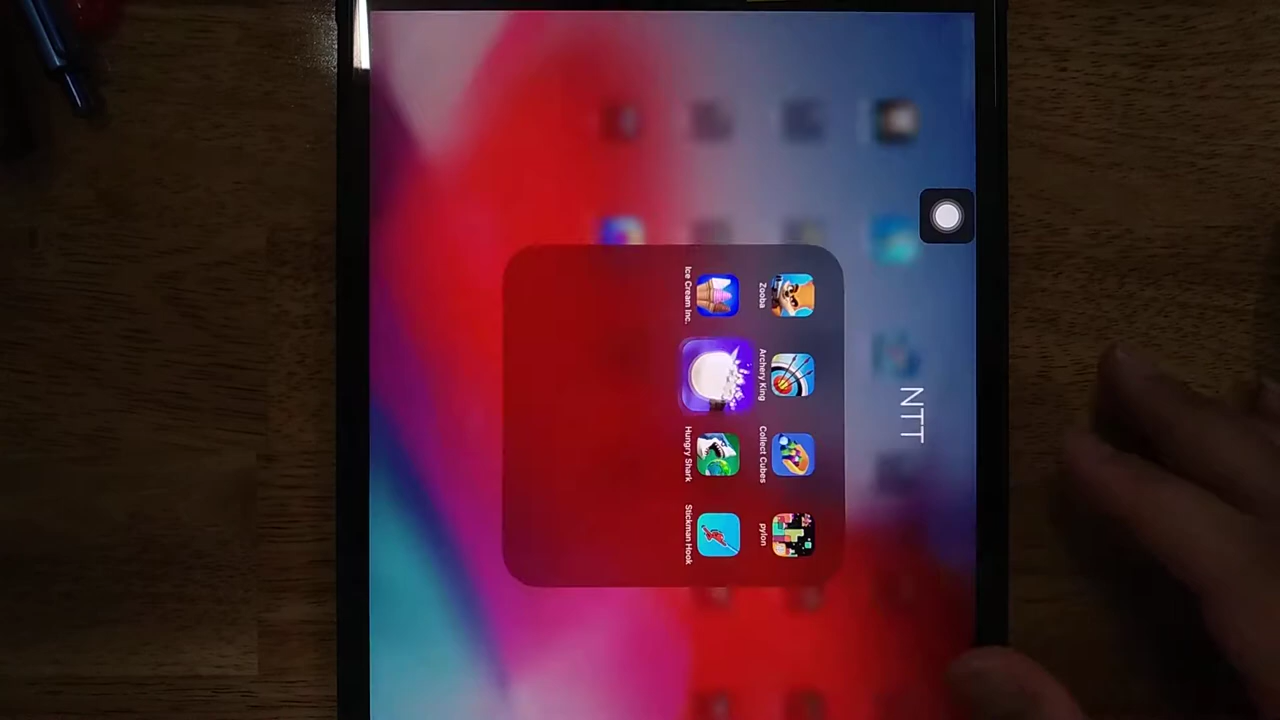 NTT
Zooba
Archery King
Collect Cubes
pylon
Ice Cream Inc.
Hungry Shark
Stickman Hook